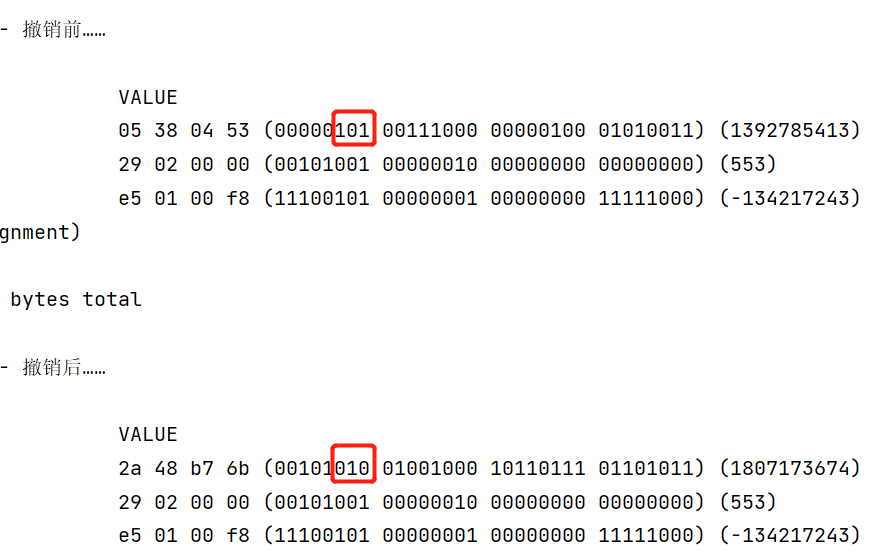 - 撤销前……
VALUE
05 38 04 53 (00000101 00111000 00000100 01010011) (1392785413)
29 02 00 00 (00101001 00000010 00000000 00000000) (553)
e5 01 00 f8 (11100101 00000001 00000000 11111000) (-134217243)
gnment)
bytes total
- 撤销后……
VALUE
2a 48 b7 6b (00101010 01001000 10110111 01101011) (1807173674)
29 02 00 00 (00101001 00000010 00000000 00000000) (553)
e5 01 00 f8 (11100101 00000001 00000000 11111000) (-134217243)